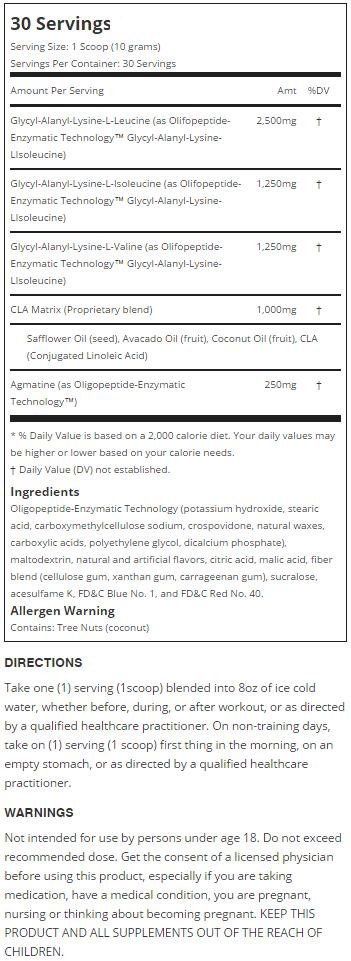 30 Servings
Serving Size: 1 Scoop (10 grams)
Servings Per Container: 30 Servings
Amount Per Serving Amt %DV
Glycyl-Alanyl-Lysine-L-Leucine (as Olifopeptide- 2,500mg †
Enzymatic Technology™ Glycyl-Alanyl-Lysine-
LIsoleucine)
Glycyl-Alanyl-Lysine-L-Isoleucine (as Olifopeptide- 1,250mg †
Enzymatic Technology™ Glycyl-Alanyl-Lysine-
LIsoleucine)
Glycyl-Alanyl-Lysine-L-Valine (as Olifopeptide- 1,250mg †
Enzymatic Technology™ Glycyl-Alanyl-Lysine-
LIsoleucine)
CLA Matrix (Proprietary blend) 1,000mg †
Safflower Oil (seed), Avacado Oil (fruit), Coconut Oil (fruit), CLA
(Conjugated Linoleic Acid)
Agmatine (as Oligopeptide-Enzymatic 250mg †
Technology™)
* % Daily Value is based on a 2,000 calorie diet. Your daily values may
be higher or lower based on your calorie needs.
† Daily Value (DV) not established.
Ingredients
Oligopeptide-Enzymatic Technology (potassium hydroxide, stearic
acid, carboxymethylcellulose sodium, crospovidone, natural waxes,
carboxylic acids, polyethylene glycol, dicalcium phosphate),
maltodextrin, natural and artificial flavors, citric acid, malic acid, fiber
blend (cellulose gum, xanthan gum, carrageenan gum), sucralose,
acesulfame K, FD&C Blue No. 1, and FD&C Red No. 40.
Allergen Warning
Contains: Tree Nuts (coconut)
DIRECTIONS
Take one (1) serving (1scoop) blended into 8oz of ice cold
water, whether before, during, or after workout, or as directed
by a qualified healthcare practitioner. On non-training days,
take on (1) serving (1 scoop) first thing in the morning, on an
empty stomach, or as directed by a qualified healthcare
practitioner.
WARNINGS
Not intended for use by persons under age 18. Do not exceed
recommended dose. Get the consent of a licensed physician
before using this product, especially if you are taking
medication, have a medical condition, you are pregnant,
nursing or thinking about becoming pregnant. KEEP THIS
PRODUCT AND ALL SUPPLEMENTS OUT OF THE REACH OF
CHILDREN.